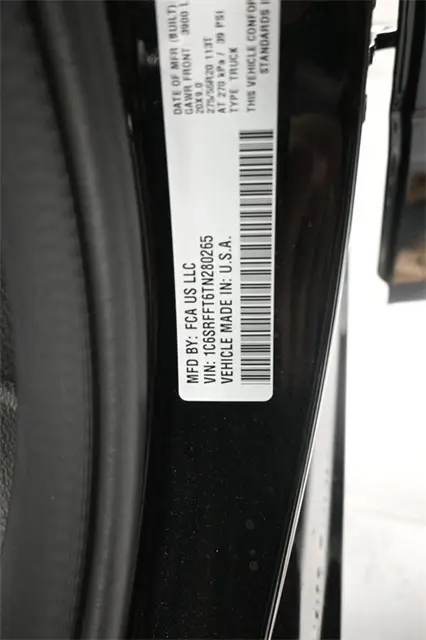 MFD BY: FCA US LLC
VIN: 1C6SRFFT6TN280265
VEHICLE MADE IN: U.S.A.
DATE OF MFR (BUILT)
GAWR FRONT 3900 L
20X9.0
275/55R20 113T
AT 270 kPa / 39 PSI
TYPE TRUCK
THIS VEHICLE CONFOR
STANDARDS I